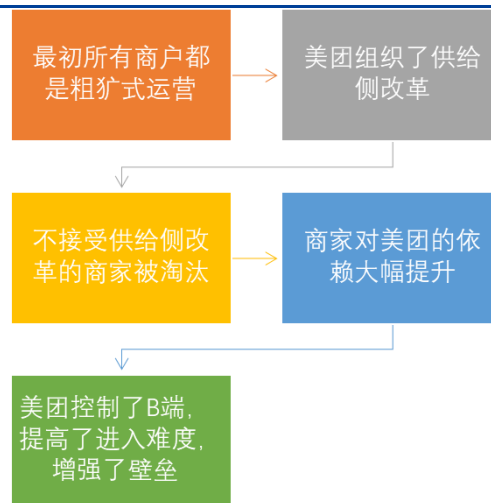 最初所有商户都
是粗犷式运营
美团组织了供给
侧改革
不接受供给侧改
革的商家被淘汰
商家对美团的依
赖大幅提升
美团控制了B端,
提高了进入难度,
增强了壁垒